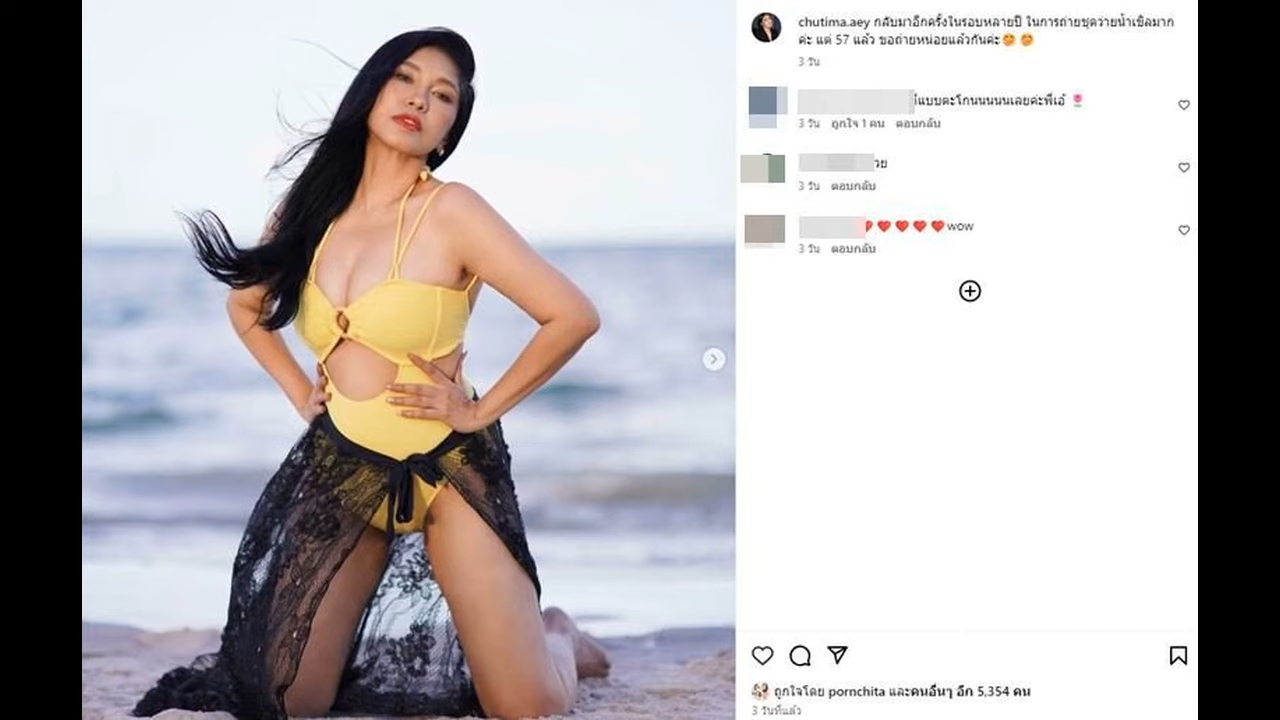 chutima.aey กลับมาอีกครั้งในรอบหลายปี ในการถ่ายชุดว่ายน้ำเซิลมาก
ค่ะ แต่ 57 แล้ว ขอถ่ายหน่อยแล้วกันค่ะ😊 😊
3 วัน
แบบตะโกนนนนนเลยค่ะพี่เอ๋ 🌷
3 วัน ถูกใจ 1 คน ตอบกลับ
วย
3 วัน ตอบกลับ
❤️❤️❤️❤️❤️wow
3 วัน ตอบกลับ
ถูกใจโดย pornchita และคนอื่นๆ อีก 5,354 คน
3 วันที่แล้ว